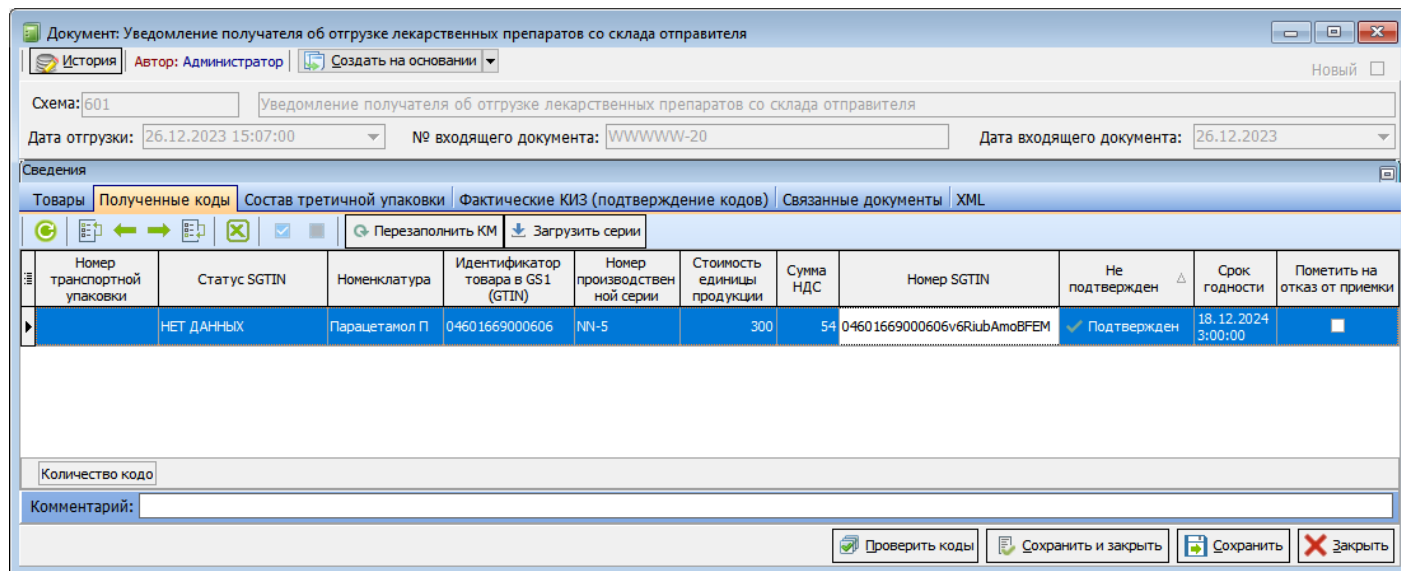 Документ: Уведомление получателя об отгрузке лекарственных препаратов со склада отправителя
История Автор: Администратор Создать на основании
Новый
Схема: 601 Уведомление получателя об отгрузке лекарственных препаратов со склада отправителя
Дата отгрузки: 26.12.2023 15:07:00 № входящего документа: WWWWW-20 Дата входящего документа: 26.12.2023
Сведения
Товары Полученные коды Состав третичной упаковки Фактические КИЗ (подтверждение кодов) Связанные документы XML
Перезаполнить КМ Загрузить серии
Номер транспортной упаковки Статус SGTIN Номенклатура Идентификатор товара в GS1 (GTIN) Номер производствен ной серии Стоимость единицы продукции Сумма НДС Номер SGTIN Не подтвержден Срок годности Пометить на отказ от приемки
НЕТ ДАННЫХ Парацетамол П 04601669000606 NN-5 300 54 04601669000606v6RiubAmoBFEM Подтвержден 18.12.2024 3:00:00
Количество кодо
Комментарий:
Проверить коды Сохранить и закрыть Сохранить Закрыть